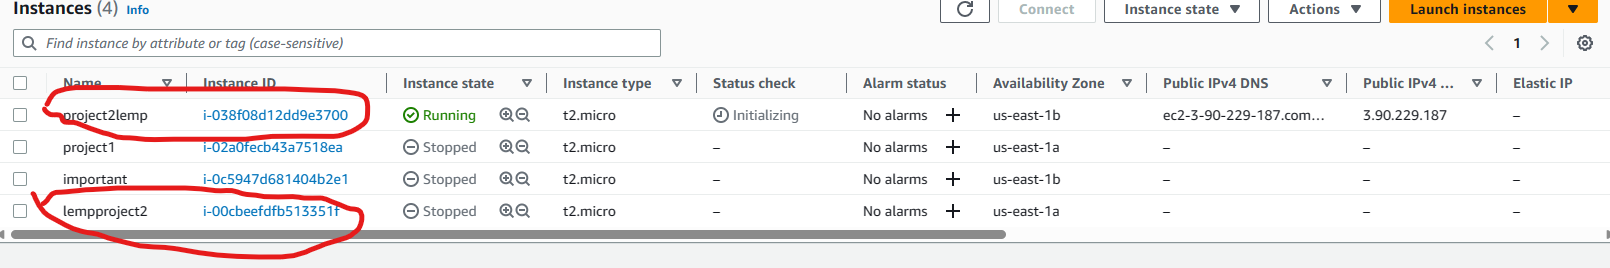 Instances (4) Info Connect Instance state Actions Launch instances
Find instance by attribute or tag (case-sensitive) 1
Name Instance ID Instance state Instance type Status check Alarm status Availability Zone Public IPv4 DNS Public IPv4 ... Elastic IP
project2lemp i-038f08d12dd9e3700 Running t2.micro Initializing No alarms + us-east-1b ec2-3-90-229-187.com... 3.90.229.187 –
project1 i-02a0fecb43a7518ea Stopped t2.micro – No alarms + us-east-1a – – –
important i-0c5947d681404b2e1 Stopped t2.micro – No alarms + us-east-1b – – –
lempproject2 i-00cbeefdfb513351f Stopped t2.micro – No alarms + us-east-1a – – –